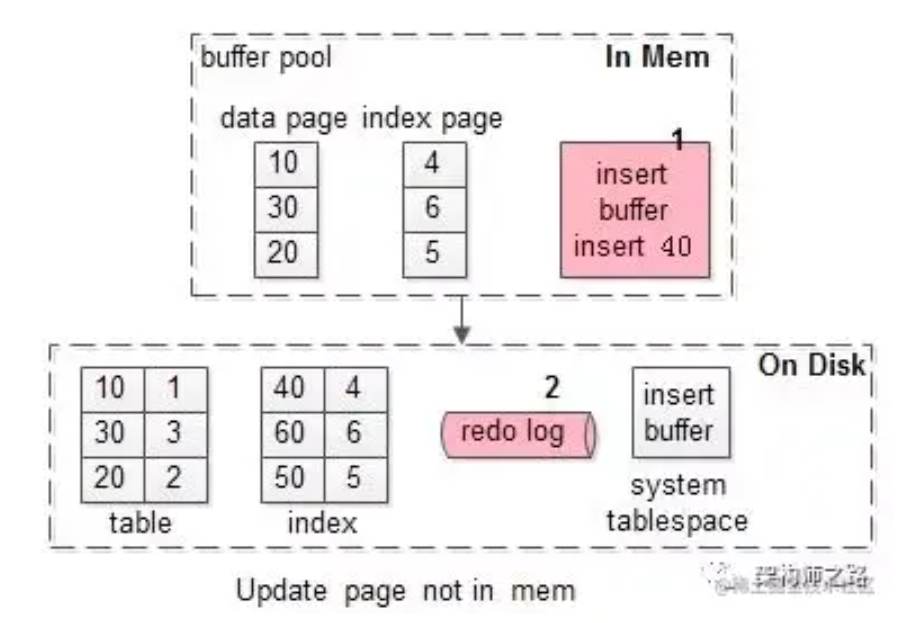 buffer pool
In Mem
data page index page
1
10
30
20
4
6
5
insert
buffer
insert 40
On Disk
10 1
30 3
20 2
table
40 4
60 6
50 5
index
2
redo log
insert
buffer
system
tablespace
Update page not in mem
架构师之路